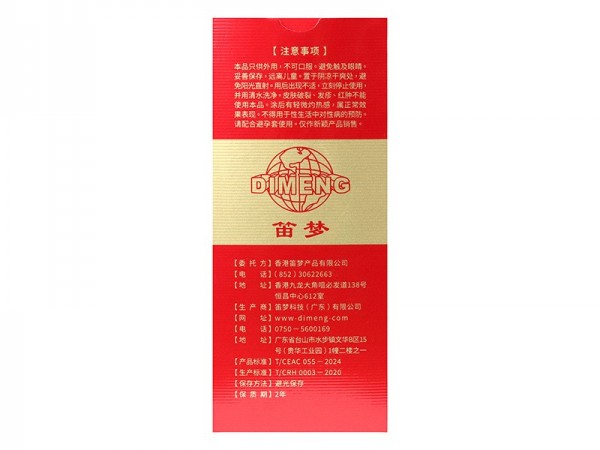 【 注意事项 】
本品只供外用，不可口服。避免触及眼睛。
妥善保存，远离儿童。置于阴凉干爽处，避
免阳光直射。用后出现不适，立刻停止使用，
并用清水洗净。皮肤破裂、发疹、红肿不能
使用本品。涂后有轻微灼热感，属正常效
果表现。不得用于性生活中对性病的预防，
请配合避孕套使用。仅作新颖产品销售。
DIMENG
笛梦
【委托方】香港笛梦产品有限公司
【电　话】(852) 30622663
【地　址】香港九龙大角咀必发道138号
恒昌中心612室
【生产商】笛梦科技（广东）有限公司
【网　址】www-dimeng-com
【电　话】0750－5600169
【地　址】广东省台山市水步镇文华B区15
号（贵华工业园）1幢二楼之一
【产品标准】T/CEAC 055－2024
【生产标准】T/CRH 0003－2020
【保存方法】避光保存
【保质期】2年